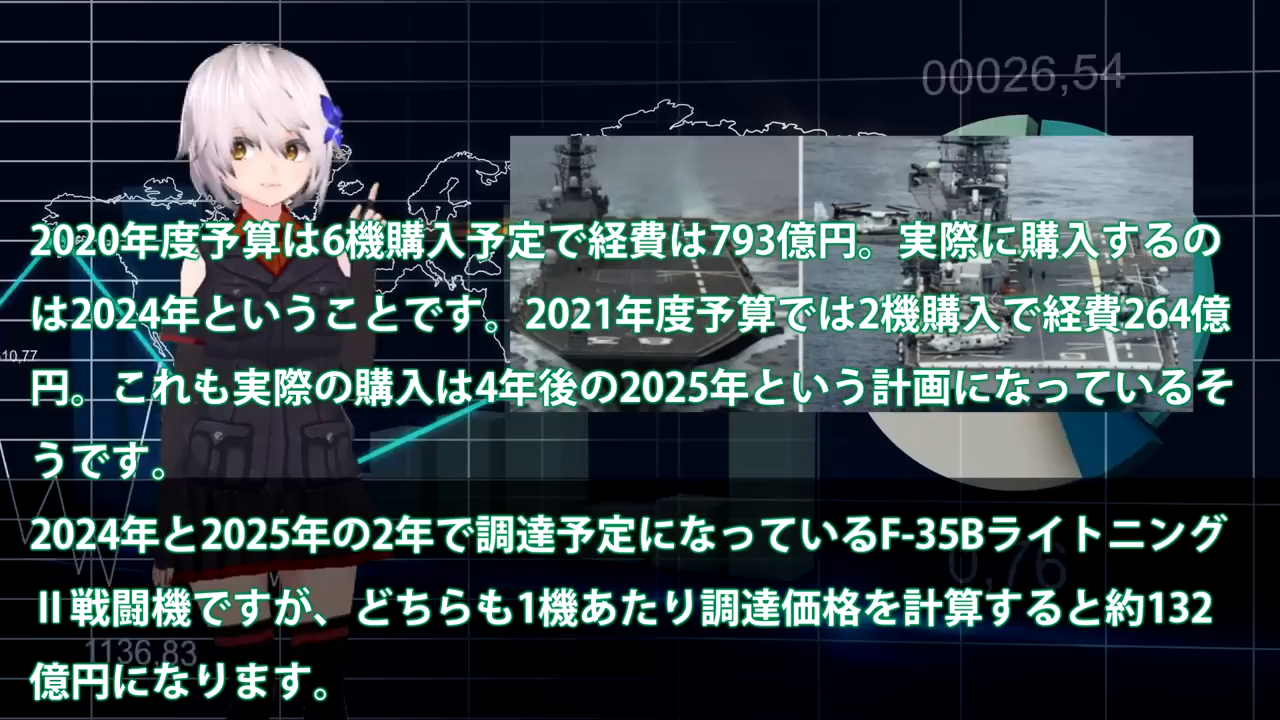 00026,54
2020年度予算は6機購入予定で経費は793億円。実際に購入するの
は2024年ということです。2021年度予算では2機購入で経費264億
10,77
円。これも実際の購入は4年後の2025年という計画になっているそ
うです。
2024年と2025年の2年で調達予定になっているF-35Bライトニング
0,76
Ⅱ戦闘機ですが、どちらも1機あたり調達価格を計算すると約132
1136,83
億円になります。